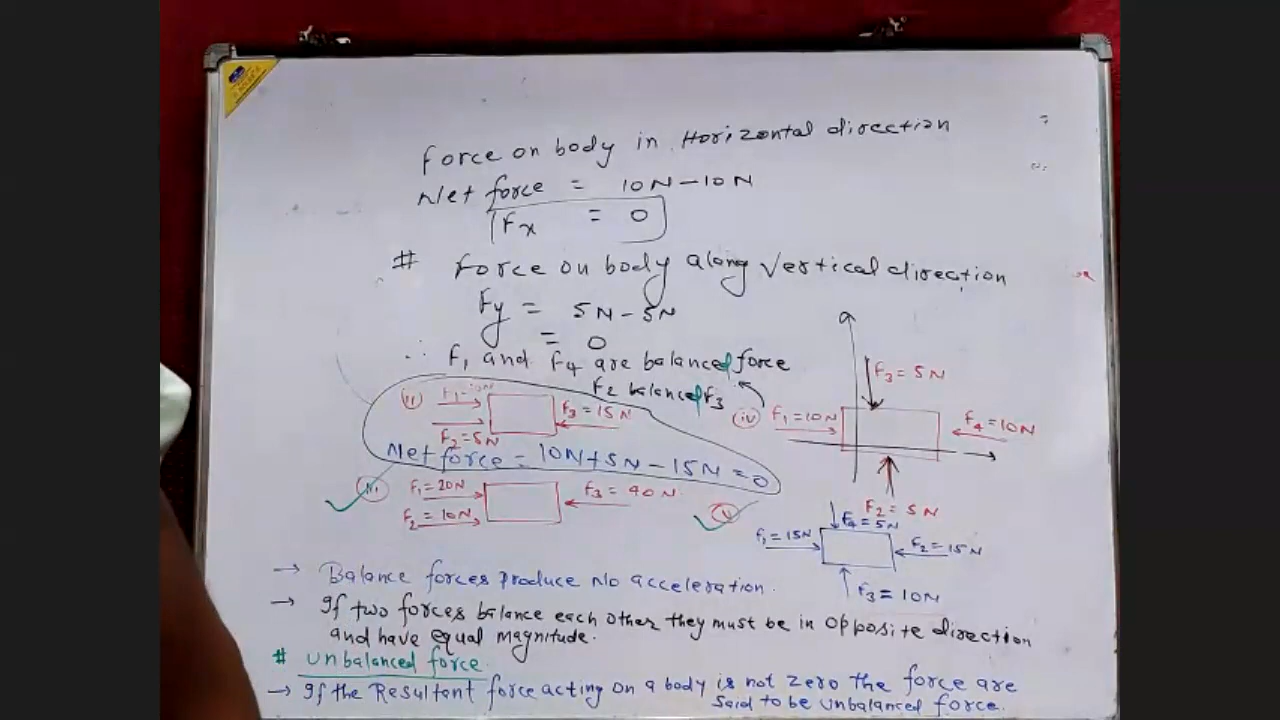 Force on body in Horizontal direction
Net force = 10N - 10N
Fx = 0
# Force on body along Vertical direction
Fy = 5N - 5N
= 0
∴ F1 and F4 are balanced force
F2 balanced F3
(ii) F1=10N F3=15N
F2=5N
Net force = 10N+5N-15N=0
(iii) F1=20N F3=40N
F2=10N
(iv) F1=10N F3=5N F4=10N
F2=5N
(v) F4=5N
F1=15N F2=15N
F3=10N
→ Balance forces produce No acceleration.
→ If two forces balance each other they must be in opposite direction
and have equal magnitude.
# unbalanced force
→ If the Resultant force acting on a body is not zero the force are
said to be unbalanced force.